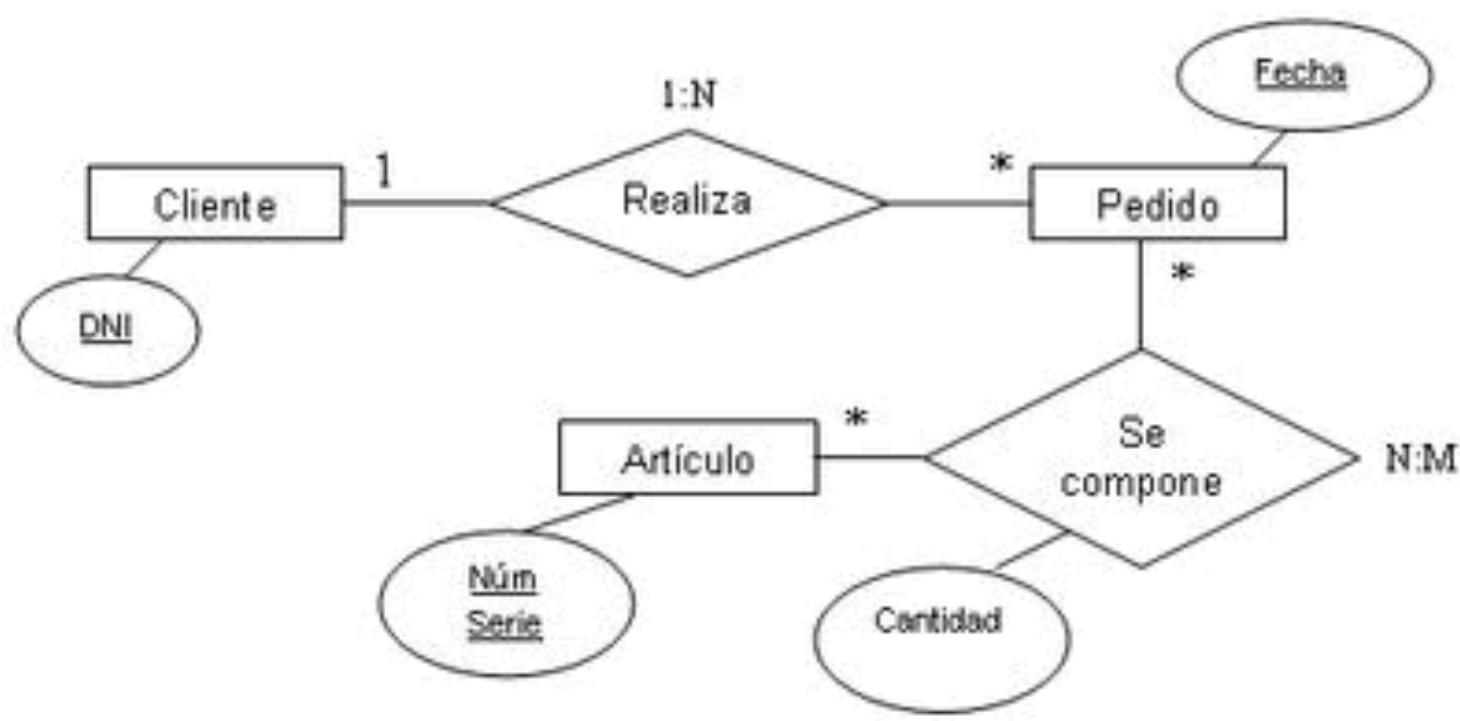 Fecha
1:N
Cliente
1
Realiza
*
Pedido
DNI
*
Artículo
*
Se
compone
N:M
Núm
Serie
Cantidad